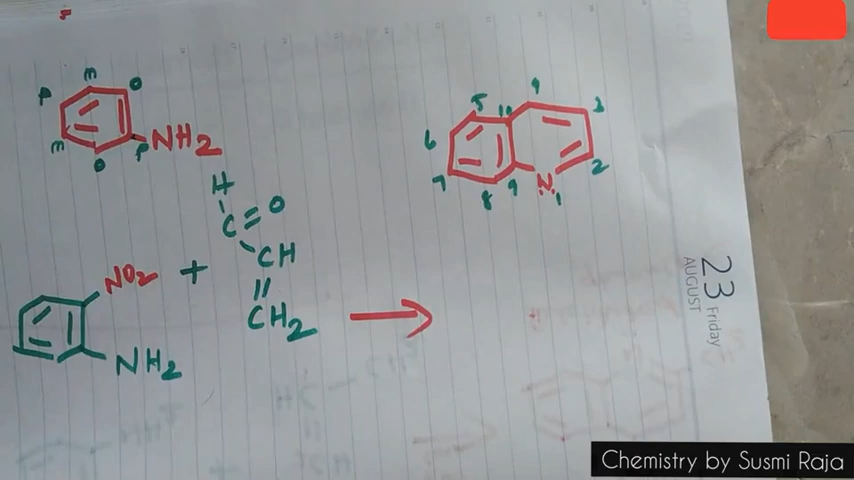 m
o
p
m
o
p
NH2
H
C=O
CH
CH2
NO2
+
NH2
5
10
4
3
6
7
8
9
N
1
2
23
Friday
AUGUST
Chemistry by Susmi Raja